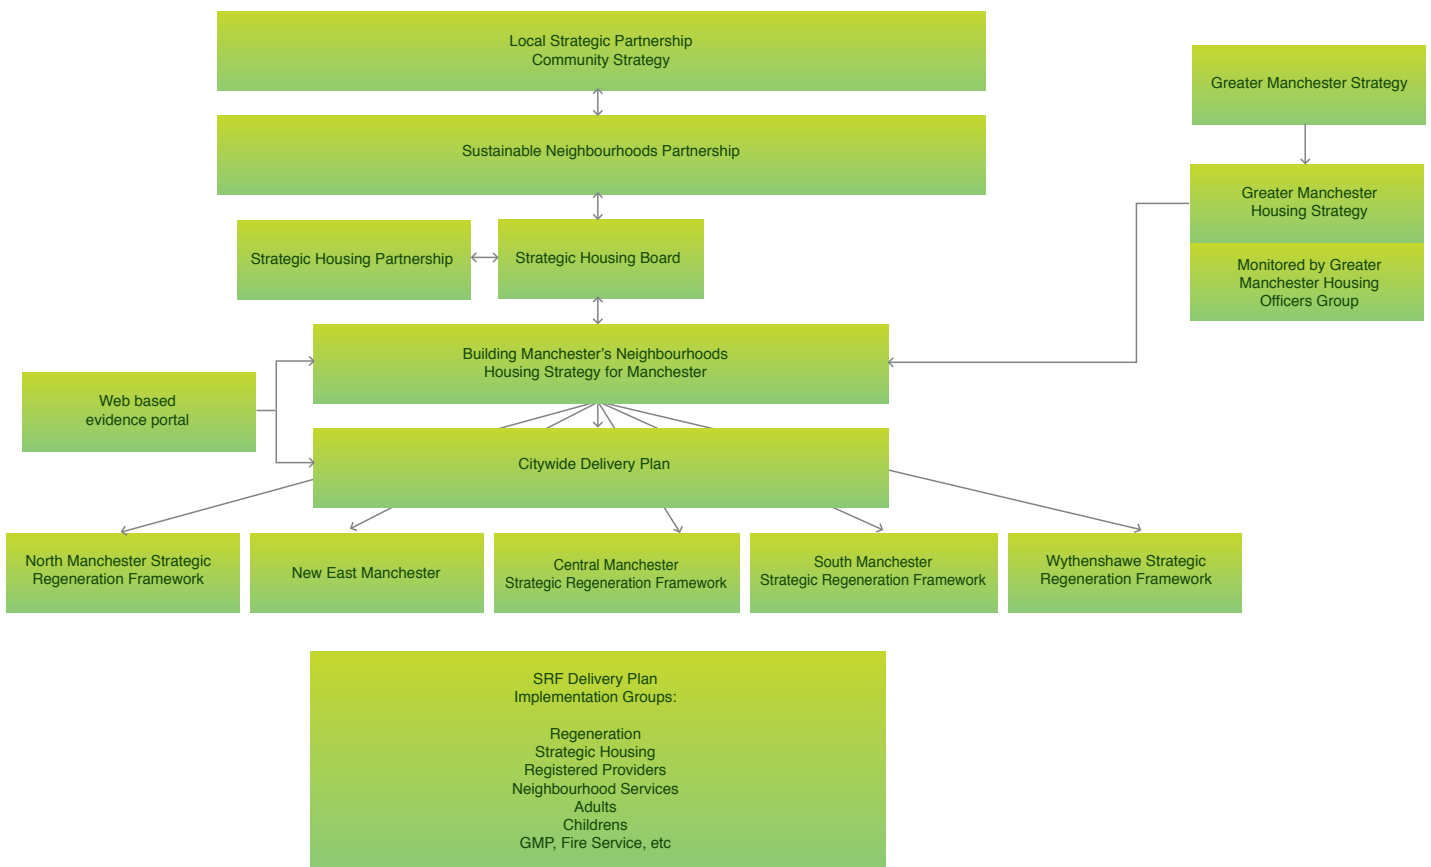 Local Strategic Partnership
Community Strategy
Greater Manchester Strategy
Sustainable Neighbourhoods Partnership
Greater Manchester
Housing Strategy
Monitored by Greater
Manchester Housing
Officers Group
Strategic Housing Partnership
Strategic Housing Board
Building Manchester’s Neighbourhoods
Housing Strategy for Manchester
Web based
evidence portal
Citywide Delivery Plan
North Manchester Strategic
Regeneration Framework
New East Manchester
Central Manchester
Strategic Regeneration Framework
South Manchester
Strategic Regeneration Framework
Wythenshawe Strategic
Regeneration Framework
SRF Delivery Plan
Implementation Groups:
Regeneration
Strategic Housing
Registered Providers
Neighbourhood Services
Adults
Childrens
GMP, Fire Service, etc